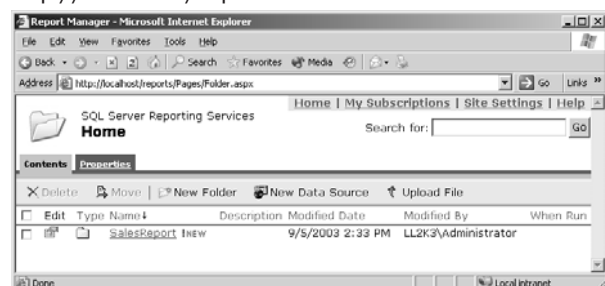 Report Manager - Microsoft Internet Explorer
File Edit View Favorites Tools Help
Back Search Favorites Media
Address http://localhost/reports/Pages/Folder.aspx Go Links »
Home | My Subscriptions | Site Settings | Help
SQL Server Reporting Services
Home
Search for: Go
Contents Properties
Delete Move | New Folder New Data Source Upload File
Edit Type Name↓ Description Modified Date Modified By When Run
SalesReport !NEW 9/5/2003 2:33 PM LL2K3\Administrator
Done Local intranet